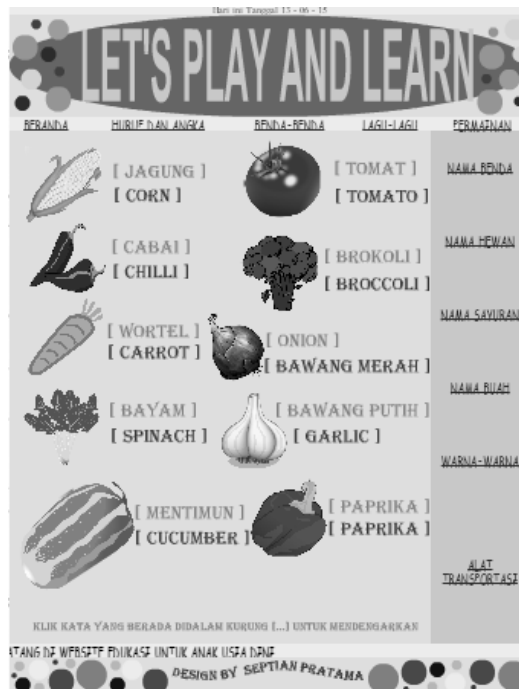 Hari ini Tanggal 13 - 06 - 15
LET'S PLAY AND LEARN
BERANDA HURUF DAN ANGKA BENDA-BENDA LAGU-LAGU PERMAINAN
[ JAGUNG ]
[ CORN ]
[ TOMAT ]
[ TOMATO ]
NAMA BENDA
[ CABAI ]
[ CHILLI ]
[ BROKOLI ]
[ BROCCOLI ]
NAMA HEWAN
[ WORTEL ]
[ CARROT ]
[ ONION ]
[ BAWANG MERAH ]
NAMA SAYURAN
[ BAYAM ]
[ SPINACH ]
[ BAWANG PUTIH ]
[ GARLIC ]
NAMA BUAH
WARNA-WARNA
[ MENTIMUN ]
[ CUCUMBER ]
[ PAPRIKA ]
[ PAPRIKA ]
ALAT
TRANSPORTASI
KLIK KATA YANG BERADA DIDALAM KURUNG [...] UNTUK MENDENGARKAN
ATANG DI WEBSITE EDUKASI UNTUK ANAK USIA DINI
DESIGN BY SEPTIAN PRATAMA